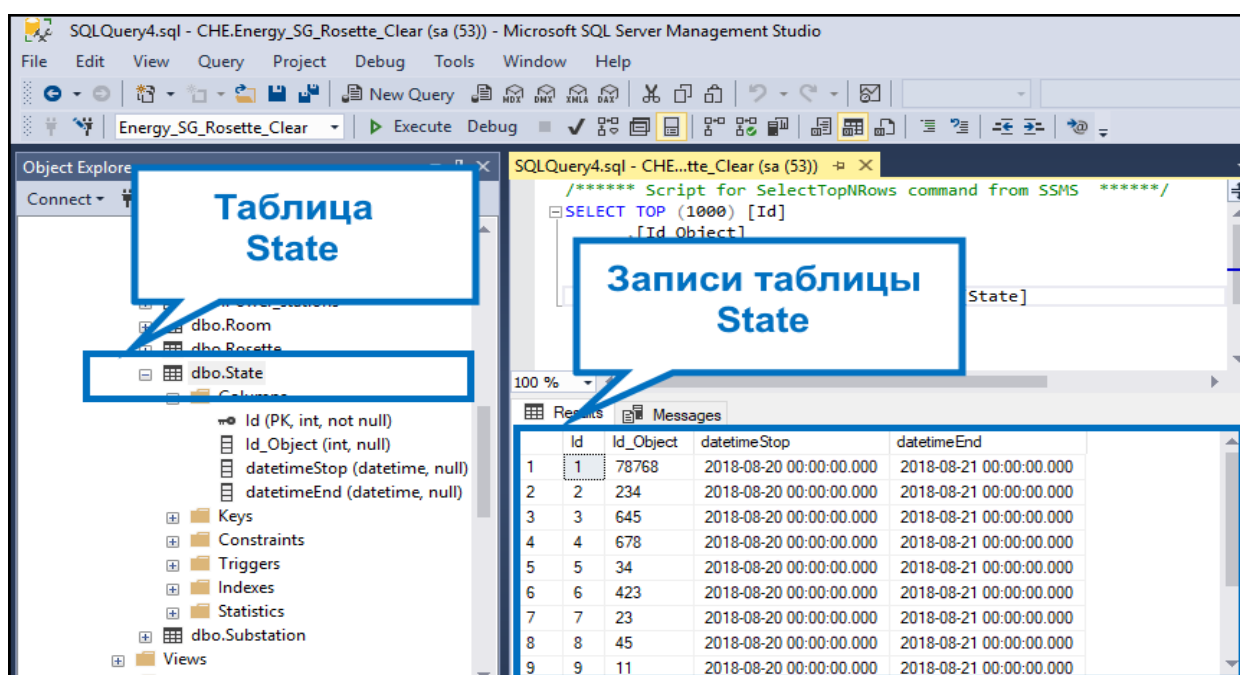 SQLQuery4.sql - CHE.Energy_SG_Rosette_Clear (sa (53)) - Microsoft SQL Server Management Studio
File Edit View Query Project Debug Tools Window Help
New Query MDX DMX XMLA DAX
Energy_SG_Rosette_Clear Execute Debug
Object Explorer
Connect
Таблица
State
dbo.Room
dbo.Rosette
dbo.State
Columns
Id (PK, int, not null)
Id_Object (int, null)
datetimeStop (datetime, null)
datetimeEnd (datetime, null)
Keys
Constraints
Triggers
Indexes
Statistics
dbo.Substation
Views
SQLQuery4.sql - CHE...tte_Clear (sa (53))
/****** Script for SelectTopNRows command from SSMS ******/
SELECT TOP (1000) [Id]
,[Id_Object]
State]
Записи таблицы
State
100 %
Results Messages
Id Id_Object datetimeStop datetimeEnd
1 1 78768 2018-08-20 00:00:00.000 2018-08-21 00:00:00.000
2 2 234 2018-08-20 00:00:00.000 2018-08-21 00:00:00.000
3 3 645 2018-08-20 00:00:00.000 2018-08-21 00:00:00.000
4 4 678 2018-08-20 00:00:00.000 2018-08-21 00:00:00.000
5 5 34 2018-08-20 00:00:00.000 2018-08-21 00:00:00.000
6 6 423 2018-08-20 00:00:00.000 2018-08-21 00:00:00.000
7 7 23 2018-08-20 00:00:00.000 2018-08-21 00:00:00.000
8 8 45 2018-08-20 00:00:00.000 2018-08-21 00:00:00.000
9 9 11 2018-08-20 00:00:00.000 2018-08-21 00:00:00.000